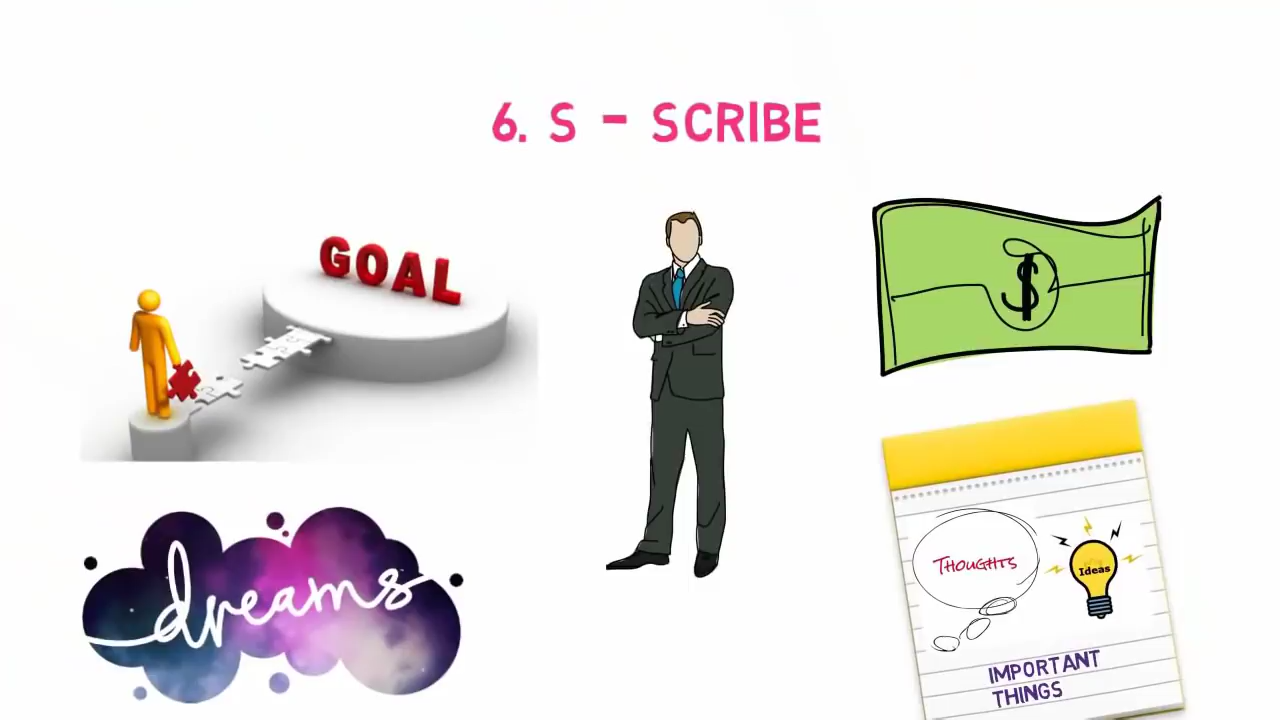 6. S - SCRIBE
GOAL
$
dreams
THOUGHTS
Ideas
IMPORTANT
THINGS